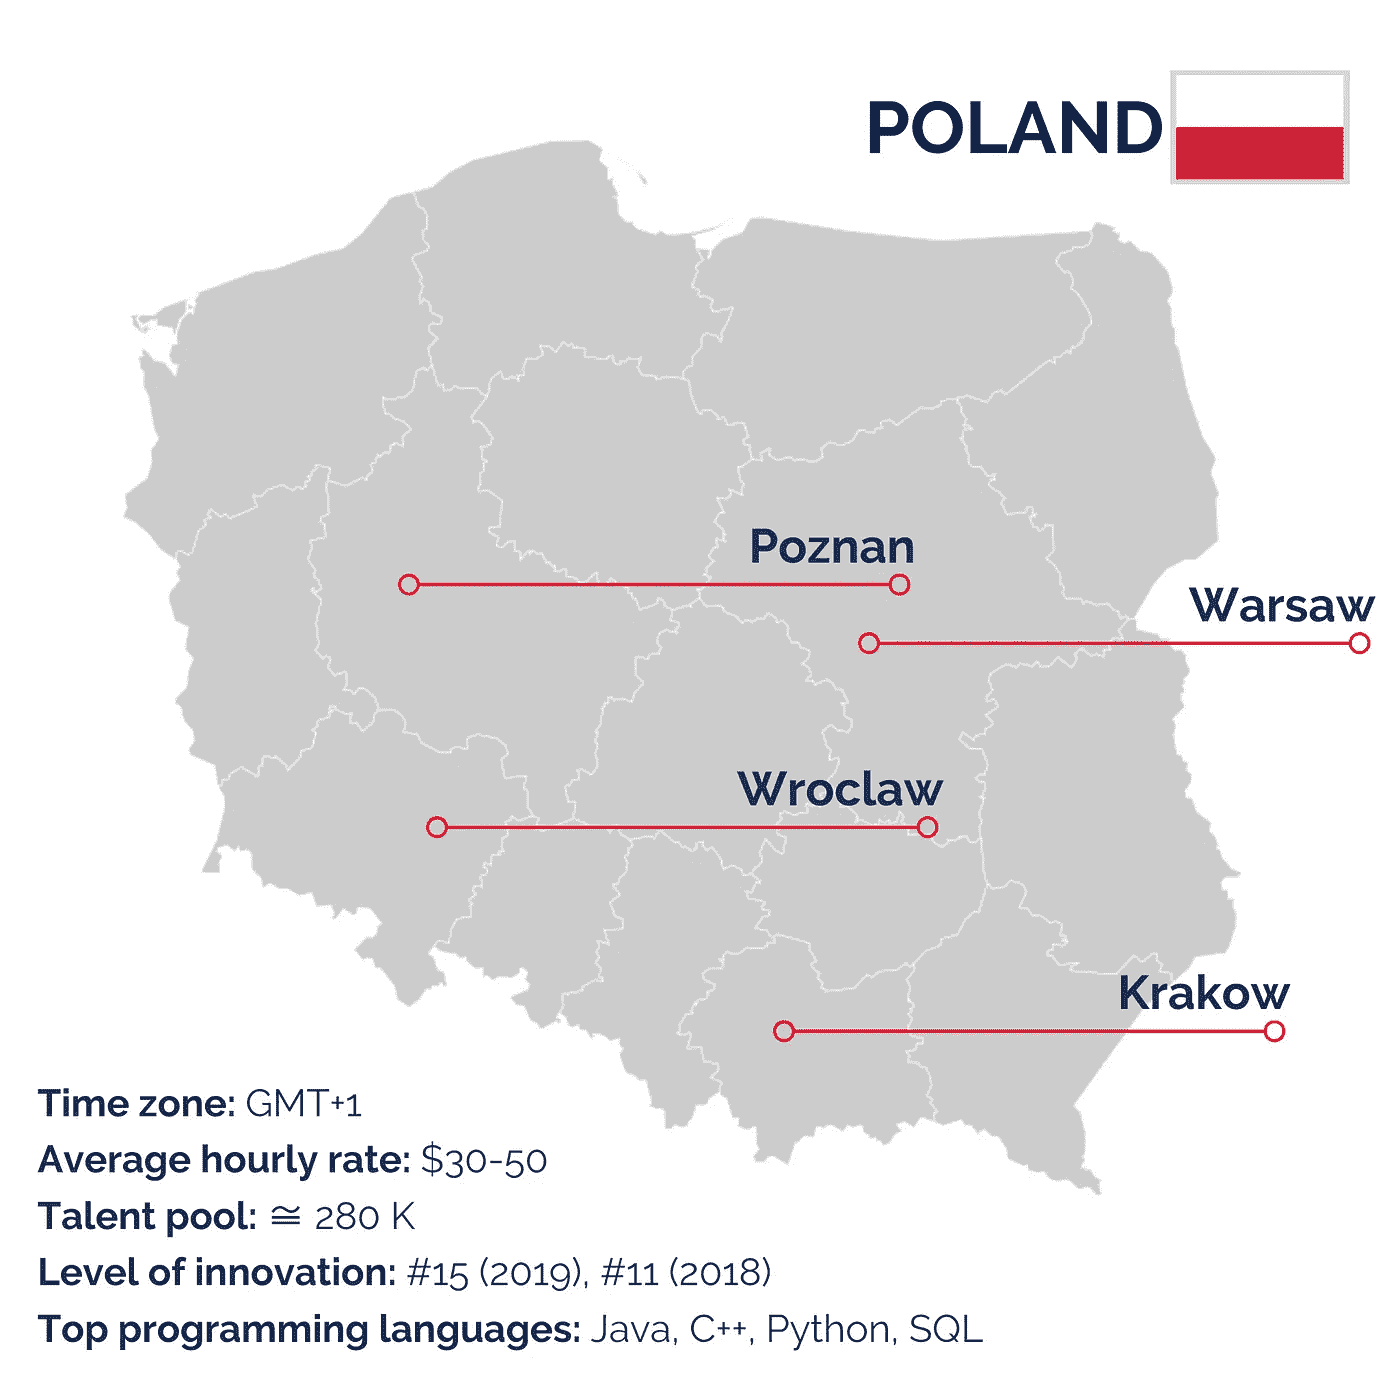 POLAND
Poznan
Warsaw
Wroclaw
Krakow
Time zone: GMT+1
Average hourly rate: $30-50
Talent pool: ≅ 280 K
Level of innovation: #15 (2019), #11 (2018)
Top programming languages: Java, C++, Python, SQL